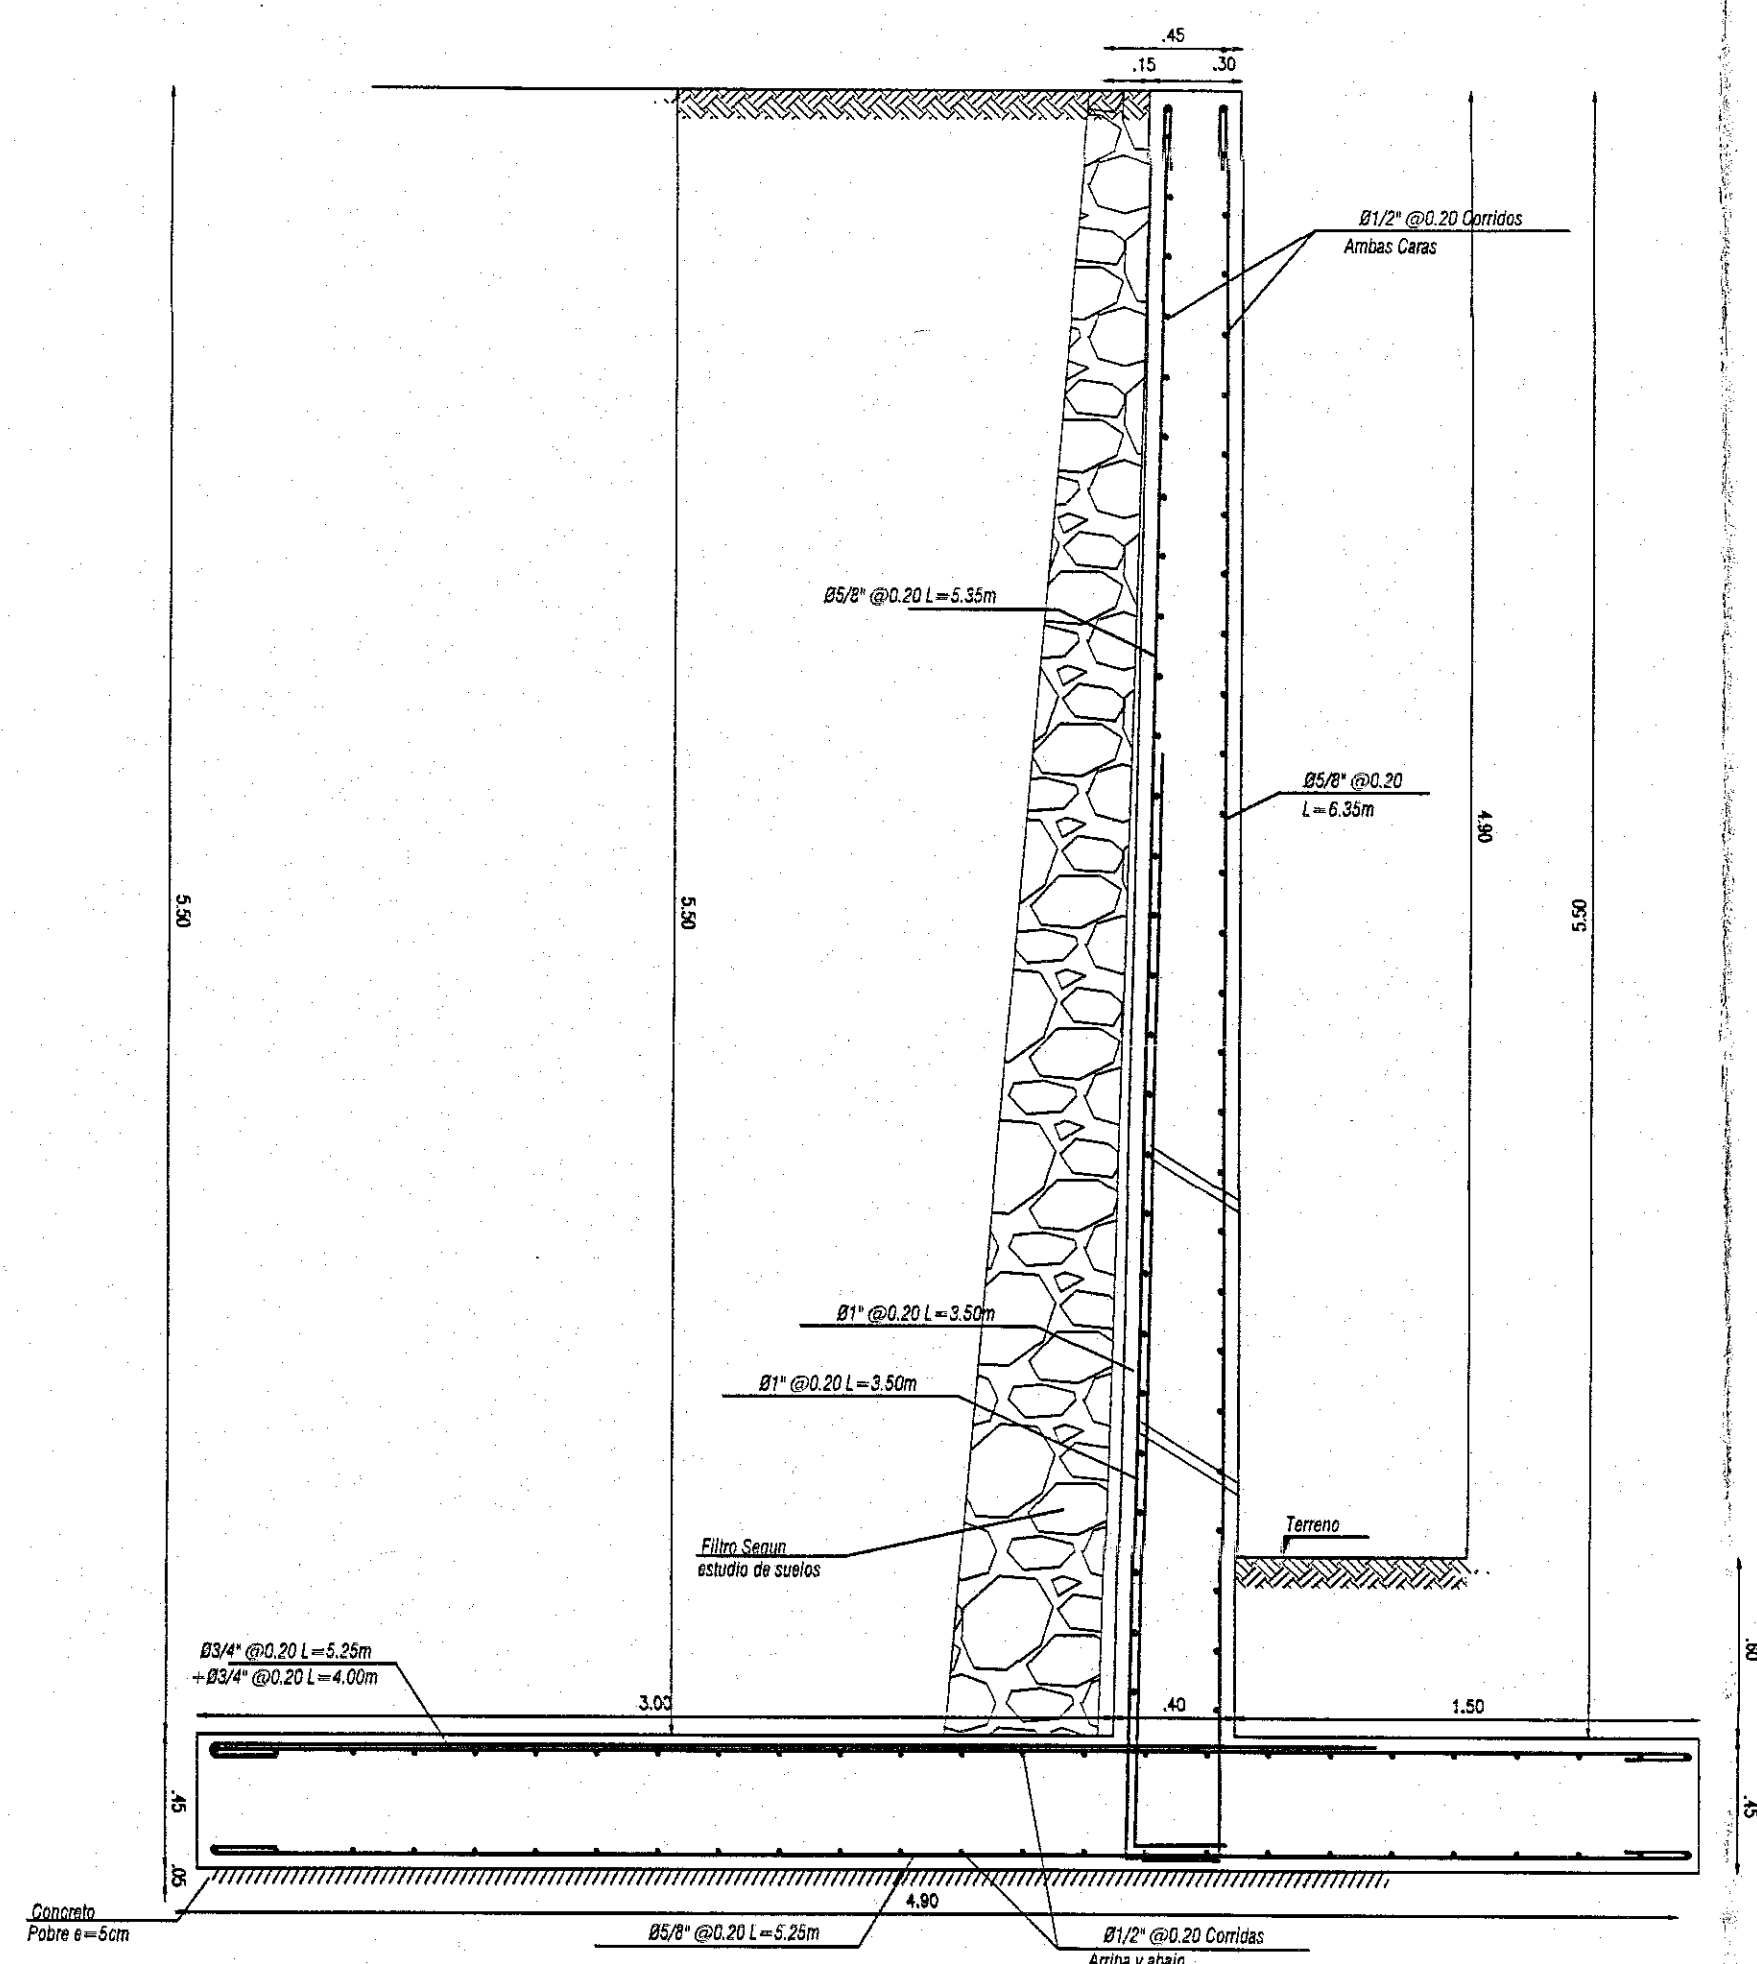 .45
.15 .30
Ø1/2" @0.20 Corridos
Ambas Caras
Ø5/8" @0.20 L=5.35m
Ø5/8" @0.20
L=6.35m
4.90
5.50
5.50
5.50
Ø1" @0.20 L=3.50m
Ø1" @0.20 L=3.50m
Terreno
Filtro Segun
estudio de suelos
Ø3/4" @0.20 L=5.25m
+Ø3/4" @0.20 L=4.00m
.60
3.00 .40 1.50
.45
.45
.05
4.90
Concreto
Pobre e=5cm
Ø5/8" @0.20 L=5.25m
Ø1/2" @0.20 Corridas
Arriba y abajo